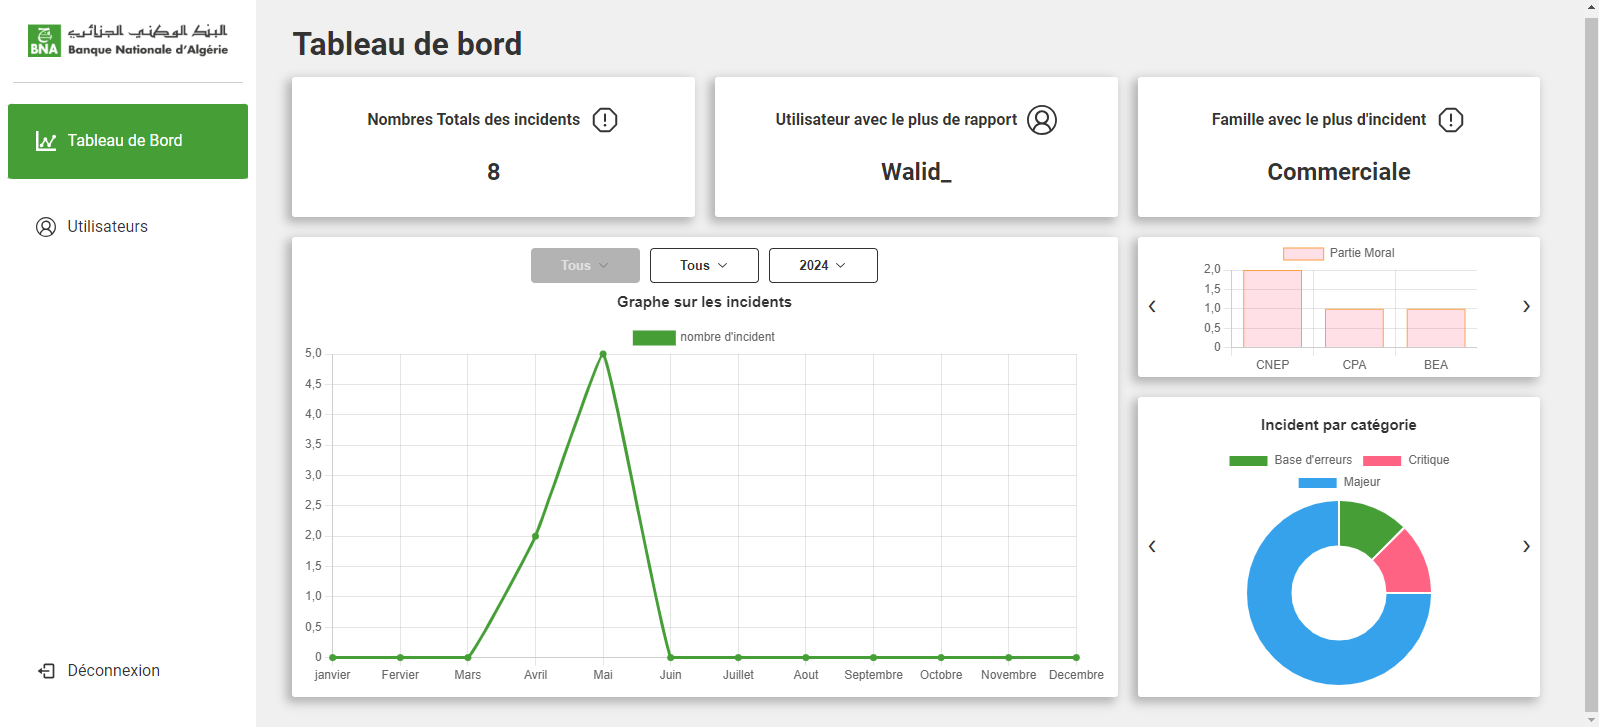 البنك الوطني الجزائري
BNA
Banque Nationale d'Algérie
Tableau de Bord
Utilisateurs
Déconnexion
Tableau de bord
Nombres Totals des incidents
8
Utilisateur avec le plus de rapport
Walid_
Famille avec le plus d'incident
Commerciale
Tous
Tous
2024
Graphe sur les incidents
nombre d'incident
5,0
4,5
4,0
3,5
3,0
2,5
2,0
1,5
1,0
0,5
0
janvier Fervier Mars Avril Mai Juin Juillet Aout Septembre Octobre Novembre Decembre
Partie Moral
2,0
1,5
1,0
0,5
0
CNEP CPA BEA
Incident par catégorie
Base d'erreurs Critique
Majeur